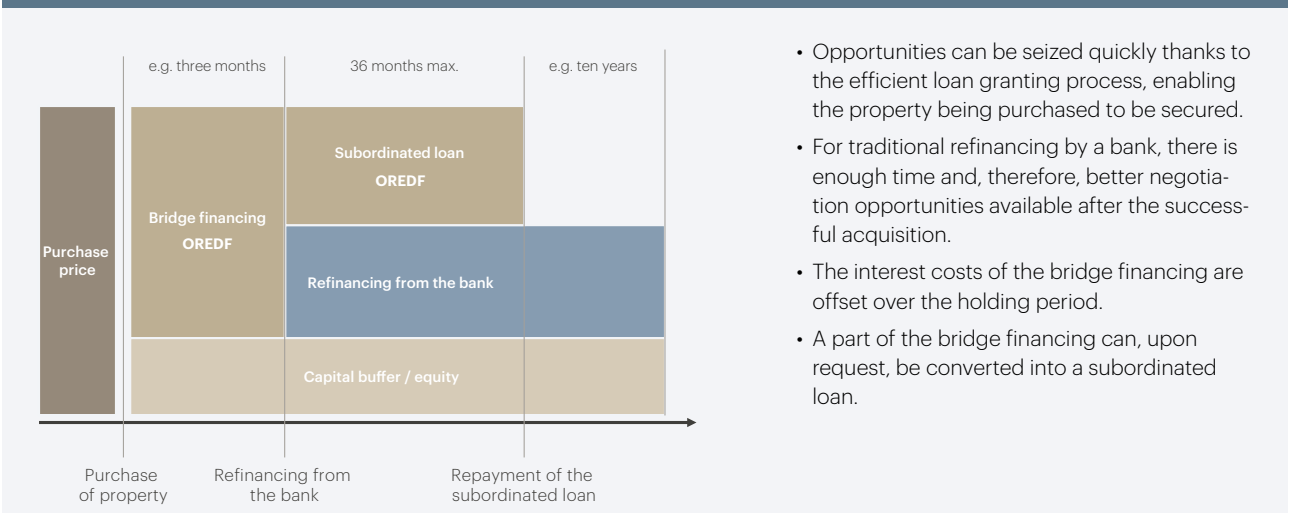 e.g. three months
36 months max.
e.g. ten years
Purchase
price
Bridge financing
OREDF
Subordinated loan
OREDF
Refinancing from the bank
Capital buffer / equity
Purchase
of property
Refinancing from
the bank
Repayment of the
subordinated loan
• Opportunities can be seized quickly thanks to
the efficient loan granting process, enabling
the property being purchased to be secured.
• For traditional refinancing by a bank, there is
enough time and, therefore, better negotia-
tion opportunities available after the success-
ful acquisition.
• The interest costs of the bridge financing are
offset over the holding period.
• A part of the bridge financing can, upon
request, be converted into a subordinated
loan.